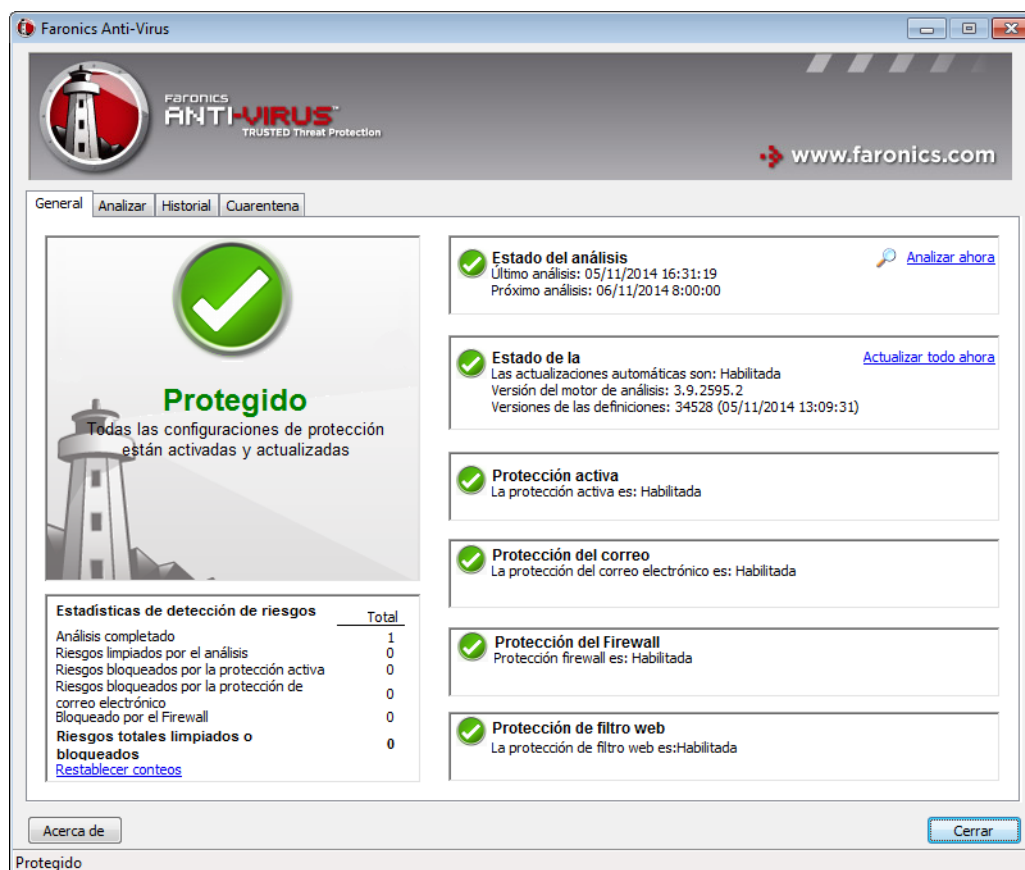 Faronics Anti-Virus
Faronics
ANTI-VIRUS™
TRUSTED Threat Protection
www.faronics.com
General
Analizar
Historial
Cuarentena
Protegido
Todas las configuraciones de protección
están activadas y actualizadas
Estadísticas de detección de riesgos
Total
Análisis completado 1
Riesgos limpiados por el análisis 0
Riesgos bloqueados por la protección activa 0
Riesgos bloqueados por la protección de
correo electrónico 0
Bloqueado por el Firewall 0
Riesgos totales limpiados o
bloqueados 0
Restablecer conteos
Estado del análisis
Analizar ahora
Último análisis: 05/11/2014 16:31:19
Próximo análisis: 06/11/2014 8:00:00
Estado de la
Actualizar todo ahora
Las actualizaciones automáticas son: Habilitada
Versión del motor de análisis: 3.9.2595.2
Versiones de las definiciones: 34528 (05/11/2014 13:09:31)
Protección activa
La protección activa es: Habilitada
Protección del correo
La protección del correo electrónico es: Habilitada
Protección del Firewall
Protección firewall es: Habilitada
Protección de filtro web
La protección de filtro web es:Habilitada
Acerca de
Cerrar
Protegido